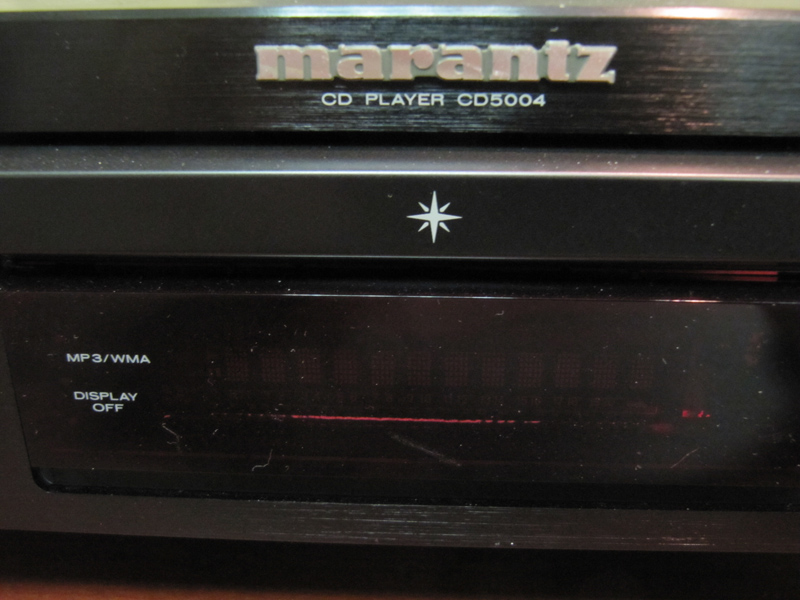 marantz
CD PLAYER CD5004
MP3/WMA
DISPLAY
OFF